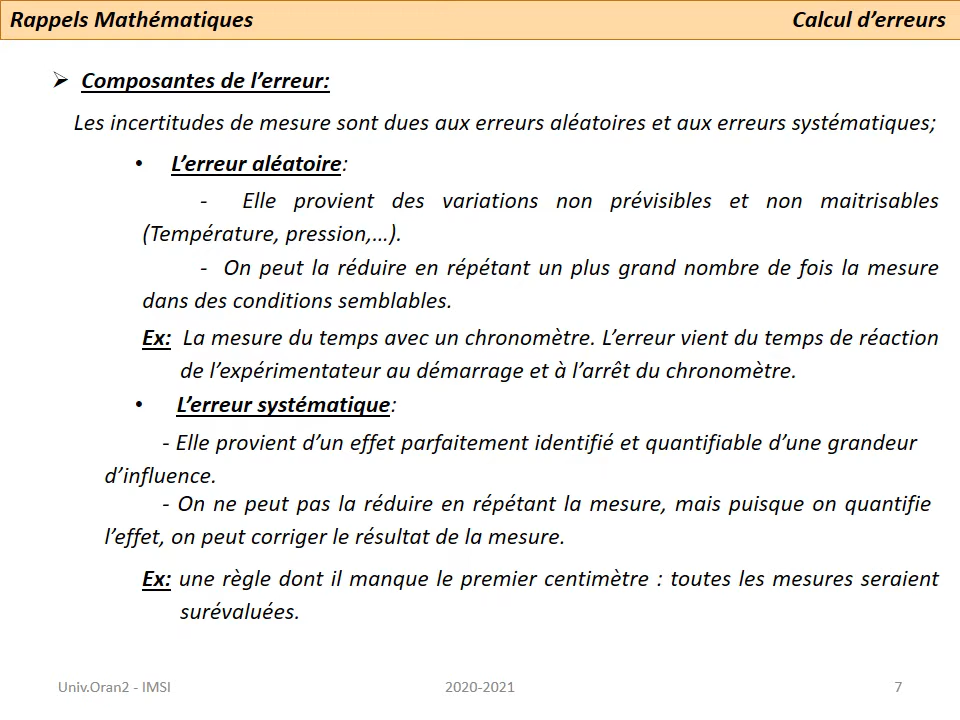 Rappels Mathématiques Calcul d'erreurs
➢ Composantes de l'erreur:
Les incertitudes de mesure sont dues aux erreurs aléatoires et aux erreurs systématiques;
• L'erreur aléatoire:
- Elle provient des variations non prévisibles et non maitrisables
(Température, pression,…).
- On peut la réduire en répétant un plus grand nombre de fois la mesure
dans des conditions semblables.
Ex: La mesure du temps avec un chronomètre. L'erreur vient du temps de réaction
de l'expérimentateur au démarrage et à l'arrêt du chronomètre.
• L'erreur systématique:
- Elle provient d'un effet parfaitement identifié et quantifiable d'une grandeur
d'influence.
- On ne peut pas la réduire en répétant la mesure, mais puisque on quantifie
l'effet, on peut corriger le résultat de la mesure.
Ex: une règle dont il manque le premier centimètre : toutes les mesures seraient
surévaluées.
Univ.Oran2 - IMSI 2020-2021 7